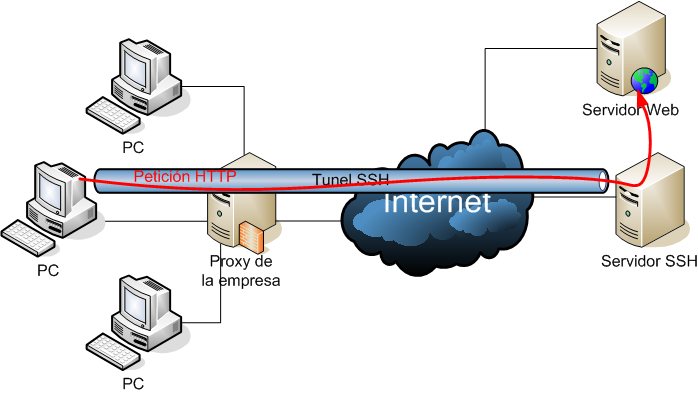 Servidor Web
PC
Petición HTTP
Tunel SSH
Internet
PC
Proxy de
la empresa
Servidor SSH
PC